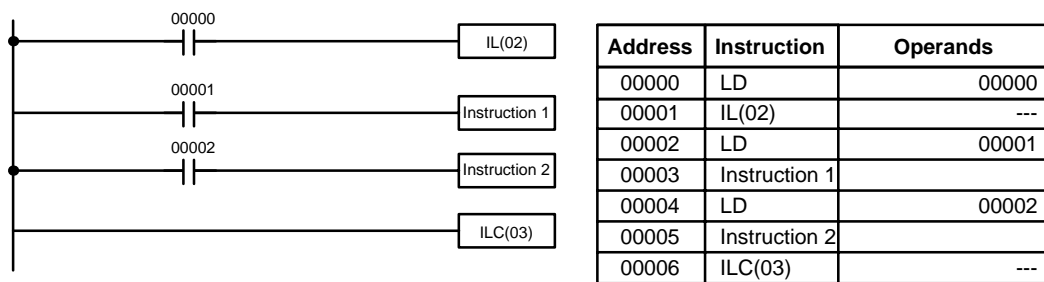 00000
IL(02)
00001
Instruction 1
00002
Instruction 2
ILC(03)
Address Instruction Operands
00000 LD 00000
00001 IL(02) ---
00002 LD 00001
00003 Instruction 1
00004 LD 00002
00005 Instruction 2
00006 ILC(03) ---